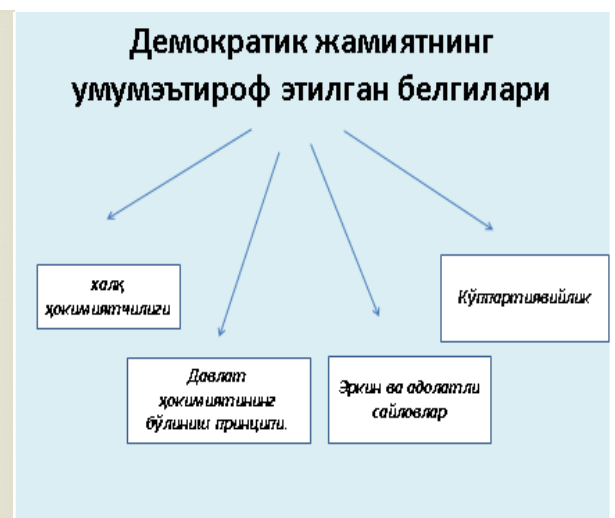 Демократик жамиятнинг
умумэътироф этилган белгилари
халқ
ҳокимиятчилиги
Давлат
ҳокимиятининг
бўлиниш принципи.
Эркин ва адолатли
сайловлар
Кўппартиявийлик